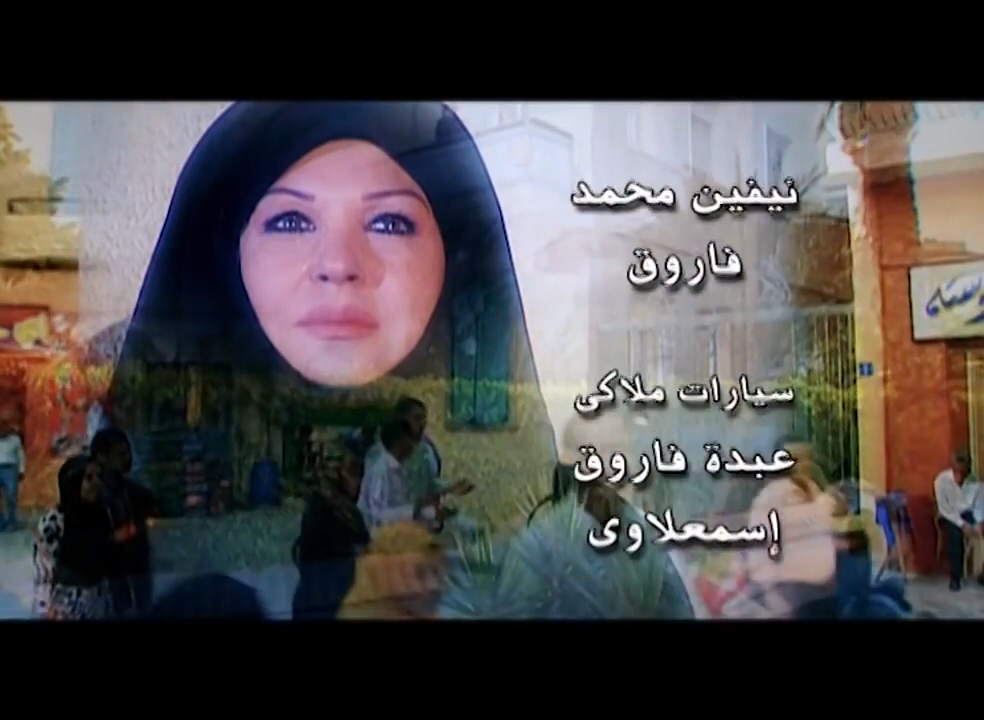 نيفين محمد
فاروق
سيارات ملاكى
عبدة فاروق
إسمعلاوى